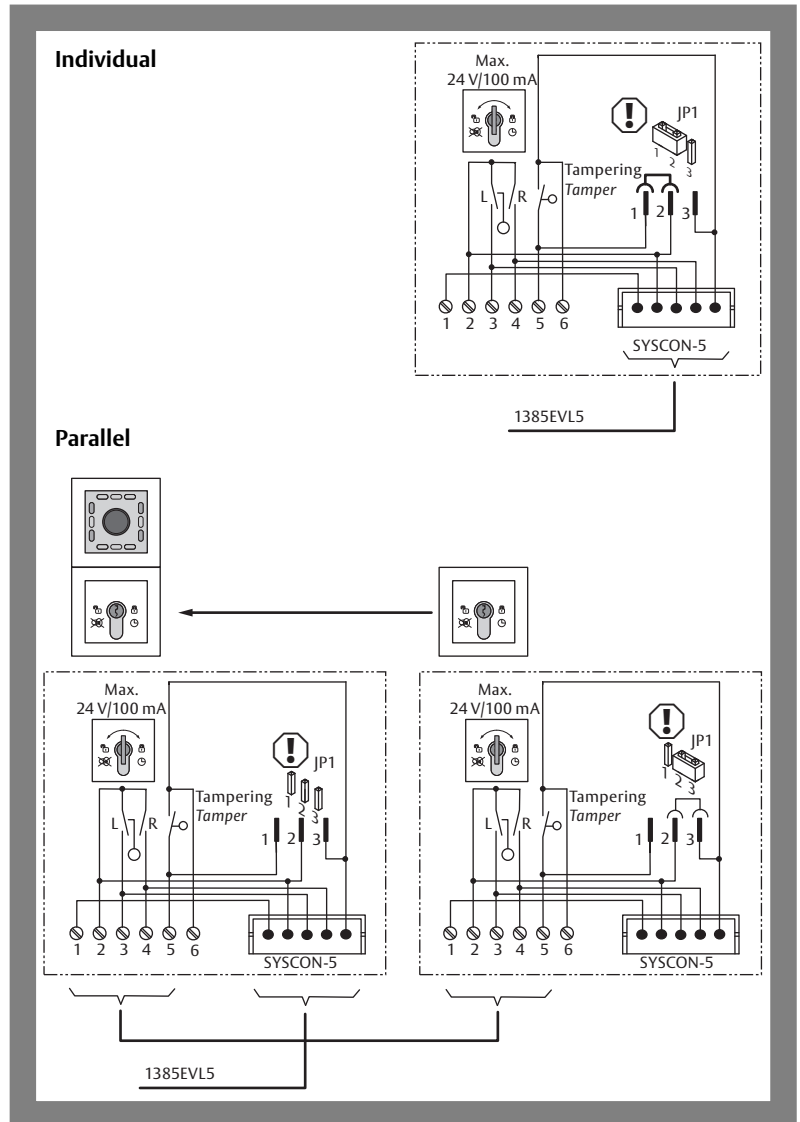 Individual
Max.
24 V/100 mA
JP1
1 2 3
Tampering
Tamper
L R
1 2 3
1 2 3 4 5 6
SYSCON-5
1385EVL5
Parallel
Max.
24 V/100 mA
JP1
1 2 3
Tampering
Tamper
L R
1 2 3
1 2 3 4 5 6
SYSCON-5
Max.
24 V/100 mA
JP1
1 2 3
Tampering
Tamper
L R
1 2 3
1 2 3 4 5 6
SYSCON-5
1385EVL5